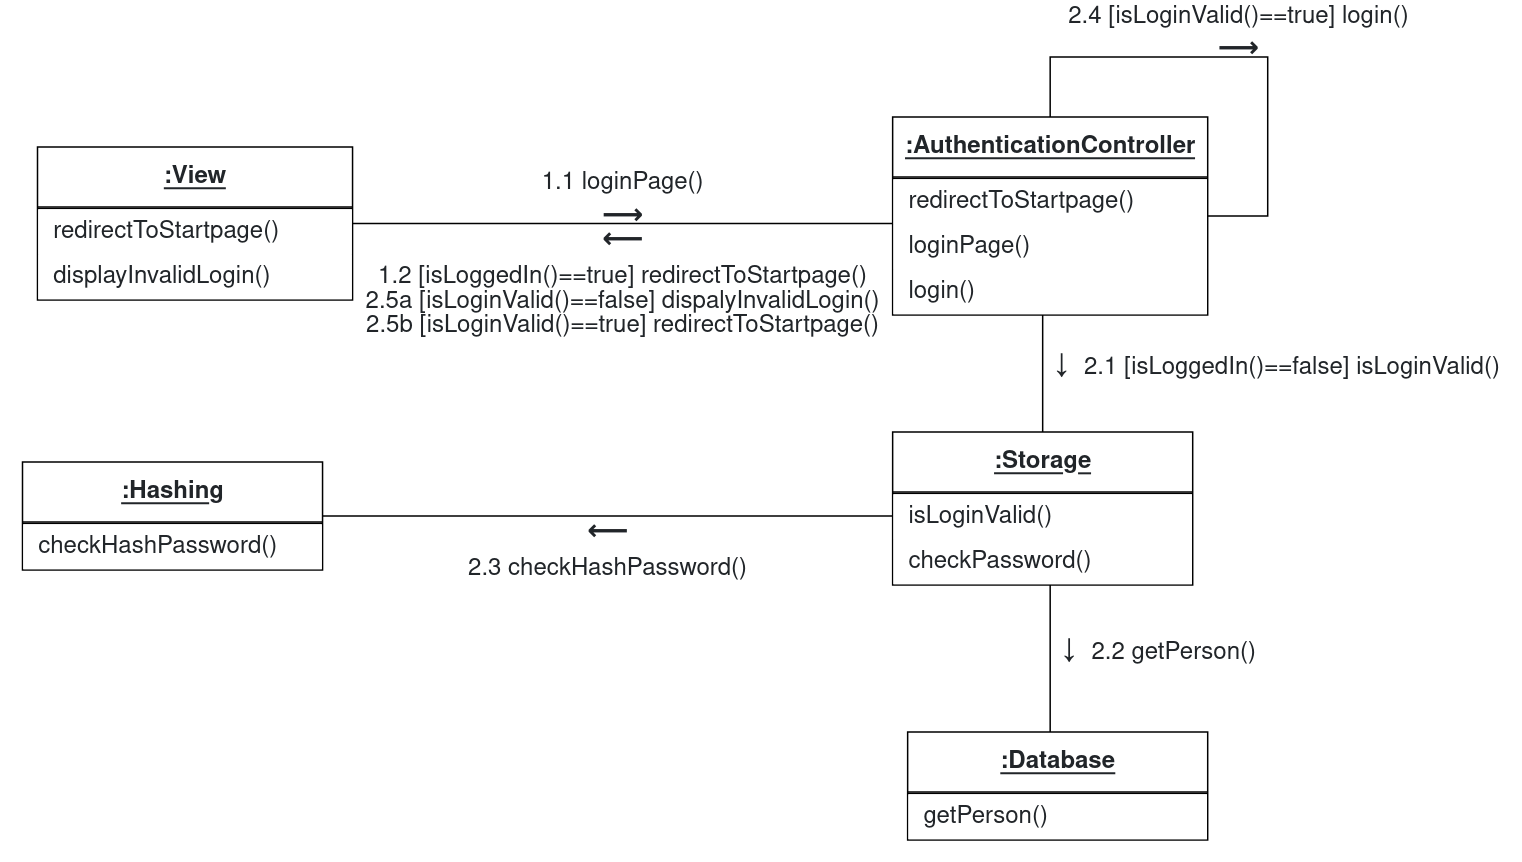 2.4 [isLoginValid()==true] login()
:AuthenticationController
redirectToStartpage()
loginPage()
login()
:View
redirectToStartpage()
displayInvalidLogin()
1.1 loginPage()
1.2 [isLoggedIn()==true] redirectToStartpage()
2.5a [isLoginValid()==false] dispalyInvalidLogin()
2.5b [isLoginValid()==true] redirectToStartpage()
2.1 [isLoggedIn()==false] isLoginValid()
:Storage
isLoginValid()
checkPassword()
:Hashing
checkHashPassword()
2.3 checkHashPassword()
2.2 getPerson()
:Database
getPerson()